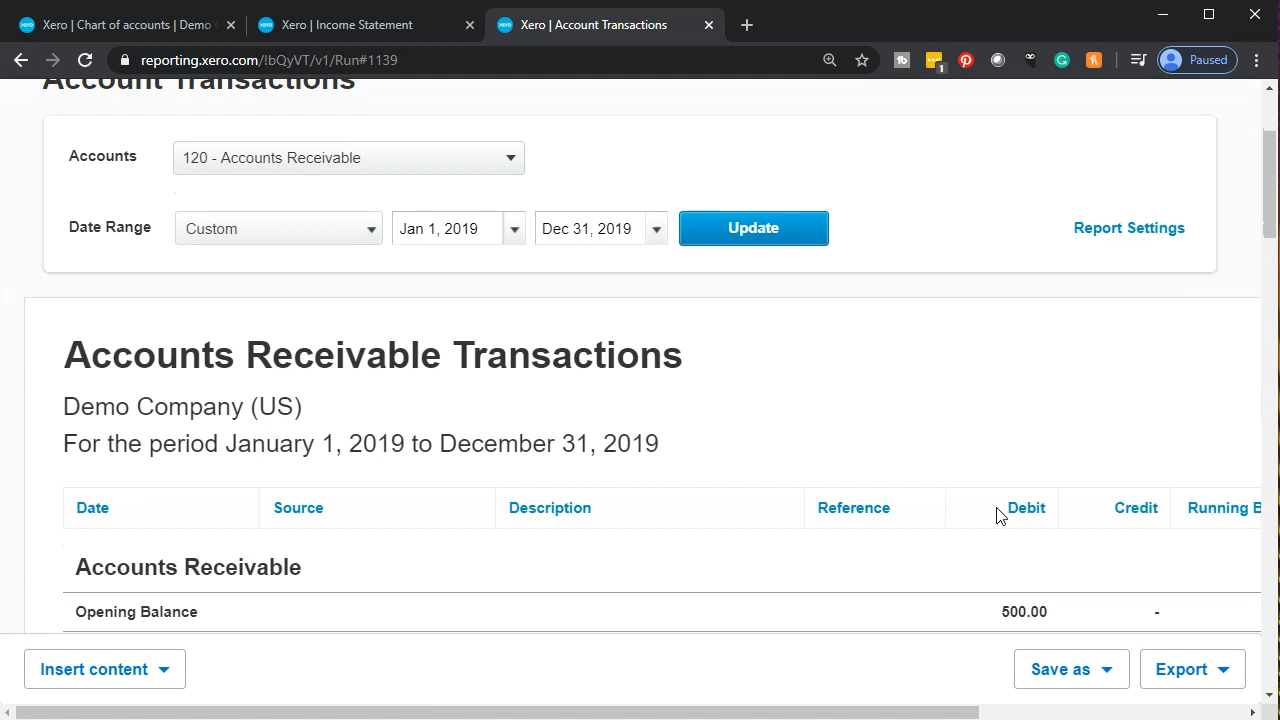 Xero | Chart of accounts | Demo
Xero | Income Statement
Xero | Account Transactions
reporting.xero.com/!bQyVT/v1/Run#1139
1
Paused
Account Transactions
Accounts
120 - Accounts Receivable
Date Range
Custom
Jan 1, 2019
Dec 31, 2019
Update
Report Settings
Accounts Receivable Transactions
Demo Company (US)
For the period January 1, 2019 to December 31, 2019
Date Source Description Reference Debit Credit Running B
Accounts Receivable
Opening Balance 500.00 -
Insert content
Save as
Export